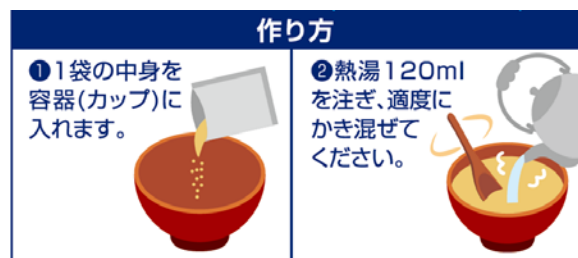 作り方
❶1袋の中身を
容器(カップ)に
入れます。
❷熱湯120ml
を注ぎ、適度に
かき混ぜて
ください。